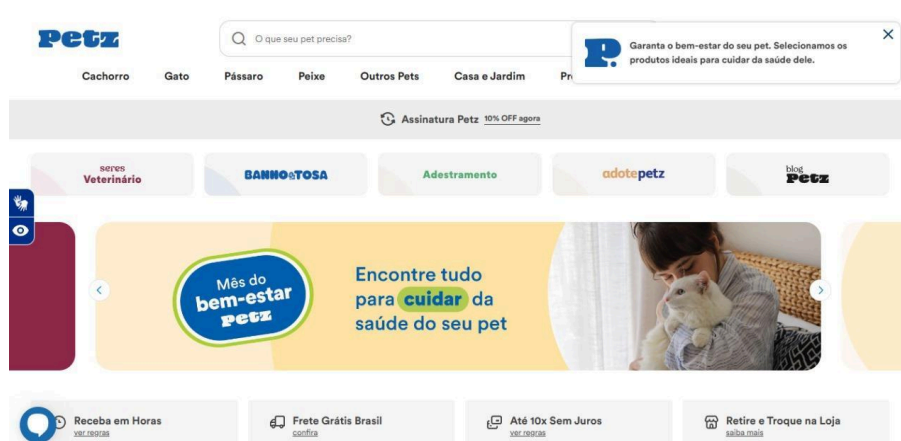 Petz
O que seu pet precisa?
P.
Garanta o bem-estar do seu pet. Selecionamos os
produtos ideais para cuidar da saúde dele.
Cachorro Gato Pássaro Peixe Outros Pets Casa e Jardim
Assinatura Petz 10% OFF agora
seres
Veterinário
BANHO&TOSA
Adestramento
adotepetz
blog
Petz
Mês do
bem-estar
Petz
Encontre tudo
para cuidar da
saúde do seu pet
Receba em Horas
ver regras
Frete Grátis Brasil
confira
Até 10x Sem Juros
ver regras
Retire e Troque na Loja
saiba mais